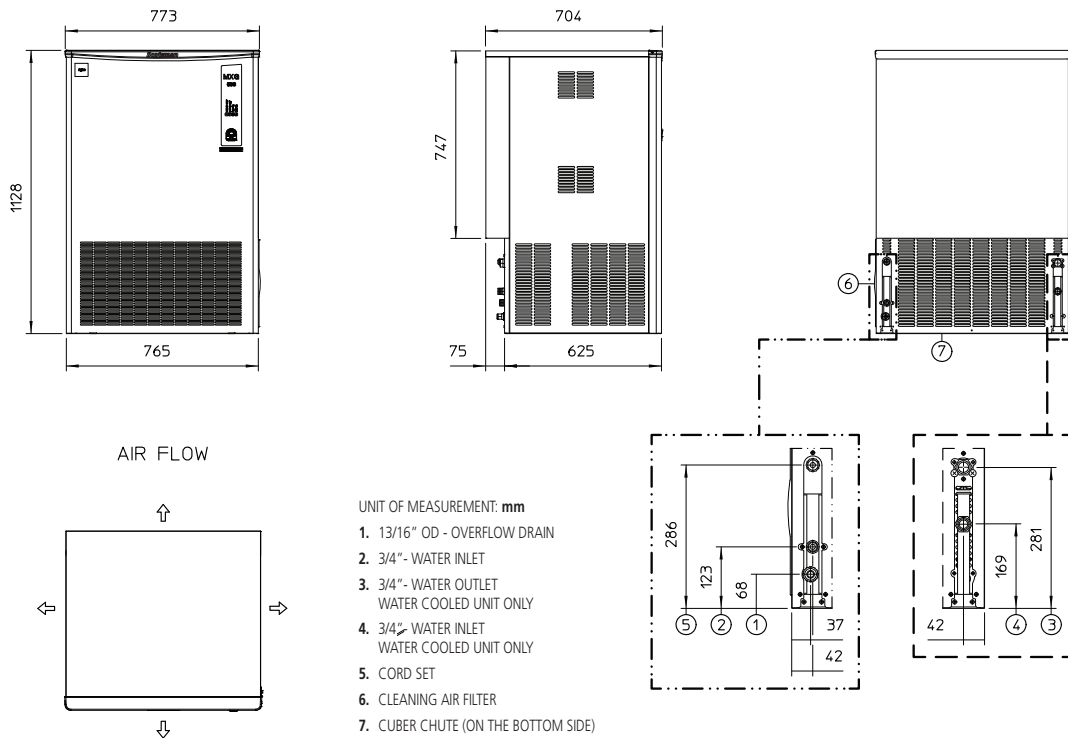 773
704
MXG
747
1128
6
7
765
75
625
AIR FLOW
UNIT OF MEASUREMENT: mm
1. 13/16" OD - OVERFLOW DRAIN
2. 3/4"- WATER INLET
3. 3/4"- WATER OUTLET
WATER COOLED UNIT ONLY
4. 3/4"- WATER INLET
WATER COOLED UNIT ONLY
5. CORD SET
6. CLEANING AIR FILTER
7. CUBER CHUTE (ON THE BOTTOM SIDE)
286
123
68
5
2
1
37
42
281
169
42
4
3